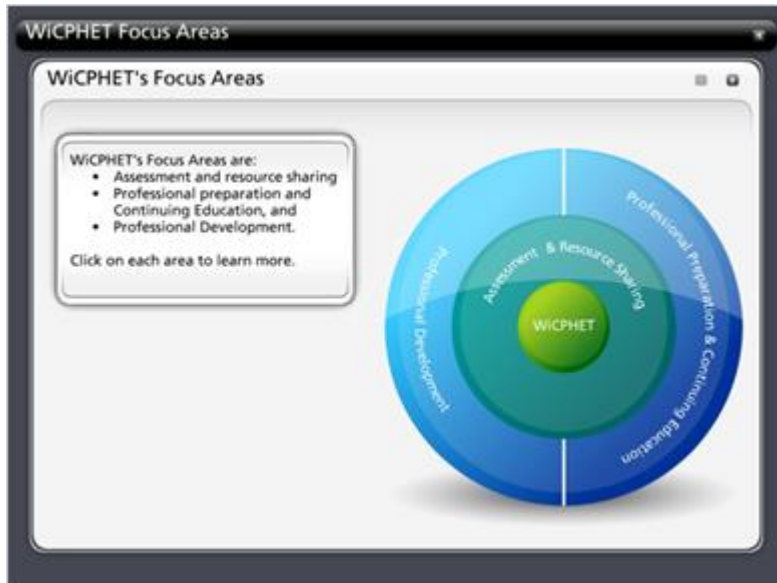 WiCPHET Focus Areas
WiCPHET's Focus Areas
WiCPHET's Focus Areas are:
• Assessment and resource sharing
• Professional preparation and
Continuing Education, and
• Professional Development.
Click on each area to learn more.
Professional Development
Assessment & Resource Sharing
WiCPHET
Professional Preparation & Continuing Education